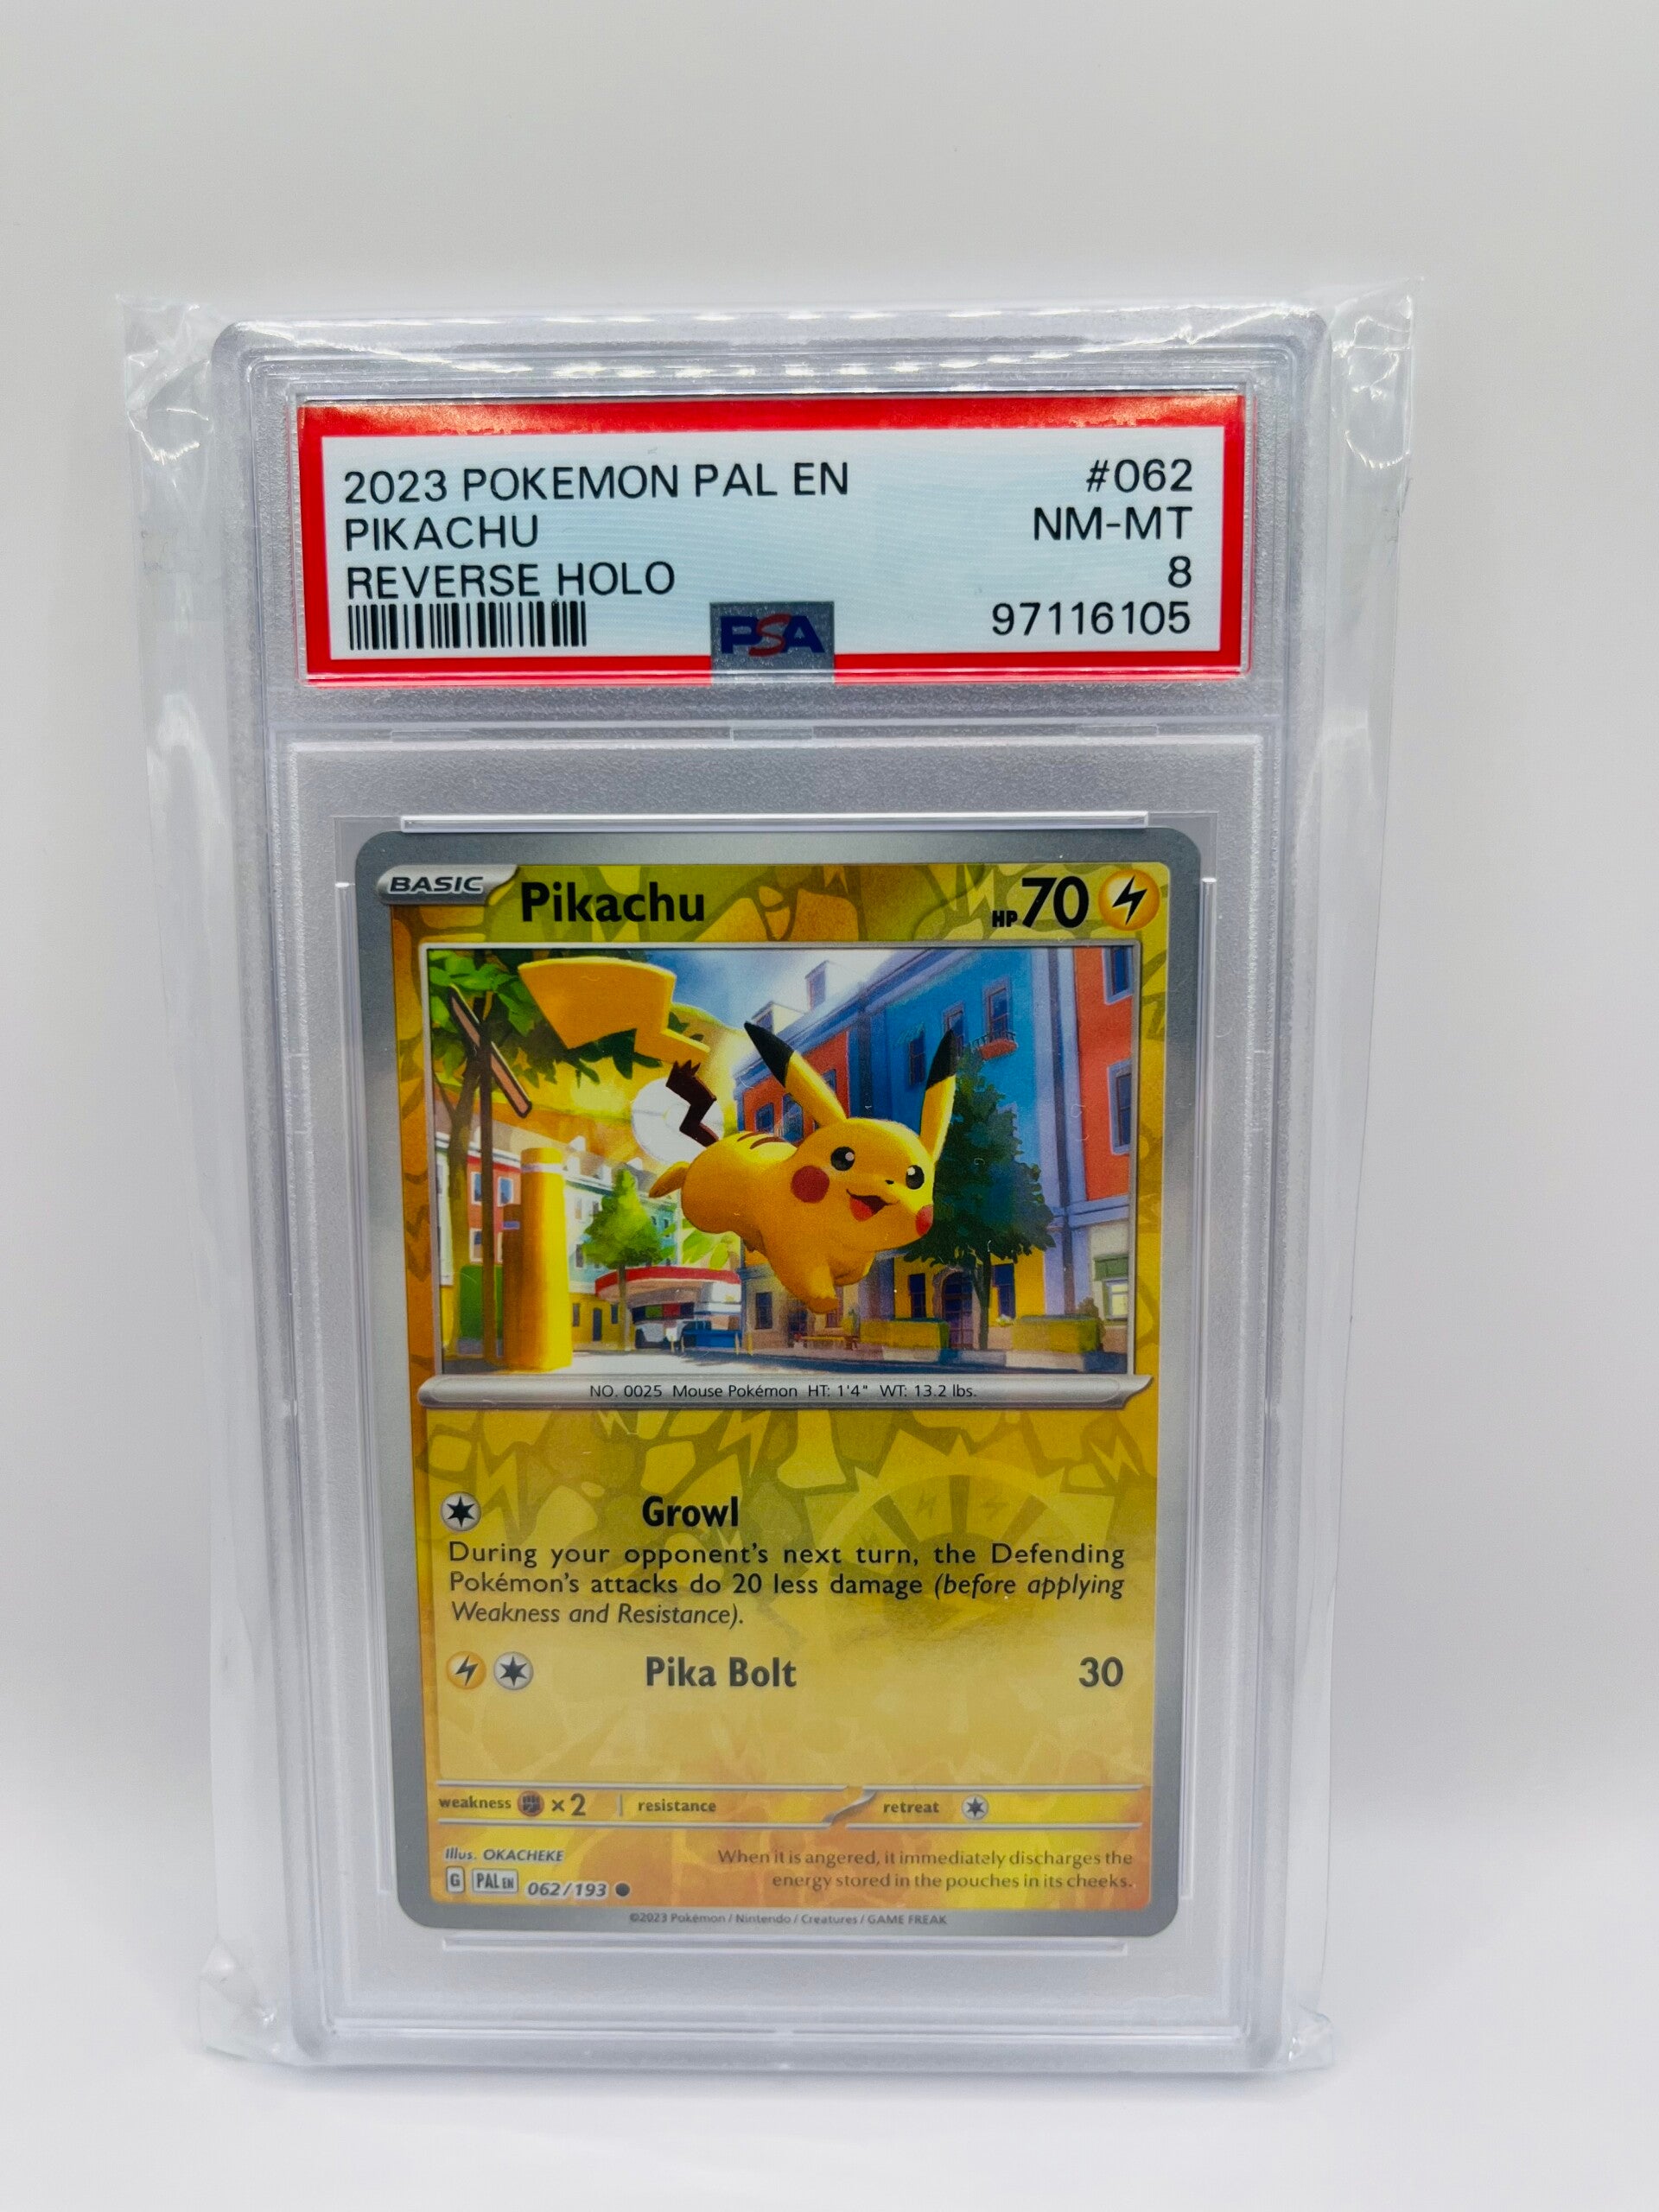 2023 POKEMON PAL EN #062
PIKACHU NM-MT
REVERSE HOLO 8
PSA 97116105
BASIC Pikachu HP 70
NO. 0025 Mouse Pokémon HT: 1'4" WT: 13.2 lbs.
Growl
During your opponent's next turn, the Defending
Pokémon's attacks do 20 less damage (before applying
Weakness and Resistance).
Pika Bolt 30
weakness x2 resistance retreat
Illus. OKACHEKE When it is angered, it immediately discharges the
G PAL EN 062/193 energy stored in the pouches in its cheeks.
©2023 Pokémon / Nintendo / Creatures / GAME FREAK